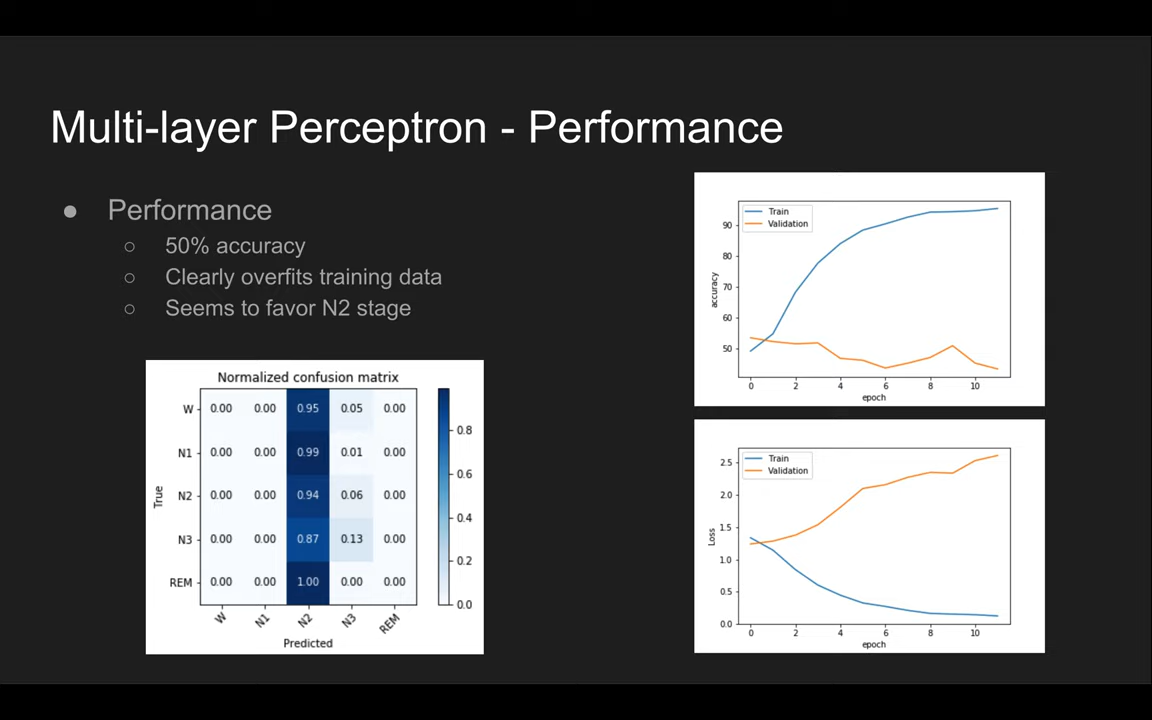 Multi-layer Perceptron - Performance
● Performance
○ 50% accuracy
○ Clearly overfits training data
○ Seems to favor N2 stage
Normalized confusion matrix
W 0.00 0.00 0.95 0.05 0.00
N1 0.00 0.00 0.99 0.01 0.00
N2 0.00 0.00 0.94 0.06 0.00
N3 0.00 0.00 0.87 0.13 0.00
REM 0.00 0.00 1.00 0.00 0.00
W N1 N2 N3 REM
True
Predicted
0.8
0.6
0.4
0.2
0.0
Train
Validation
90
80
70
60
50
accuracy
0 2 4 6 8 10
epoch
Train
Validation
2.5
2.0
1.5
1.0
0.5
0.0
Loss
0 2 4 6 8 10
epoch